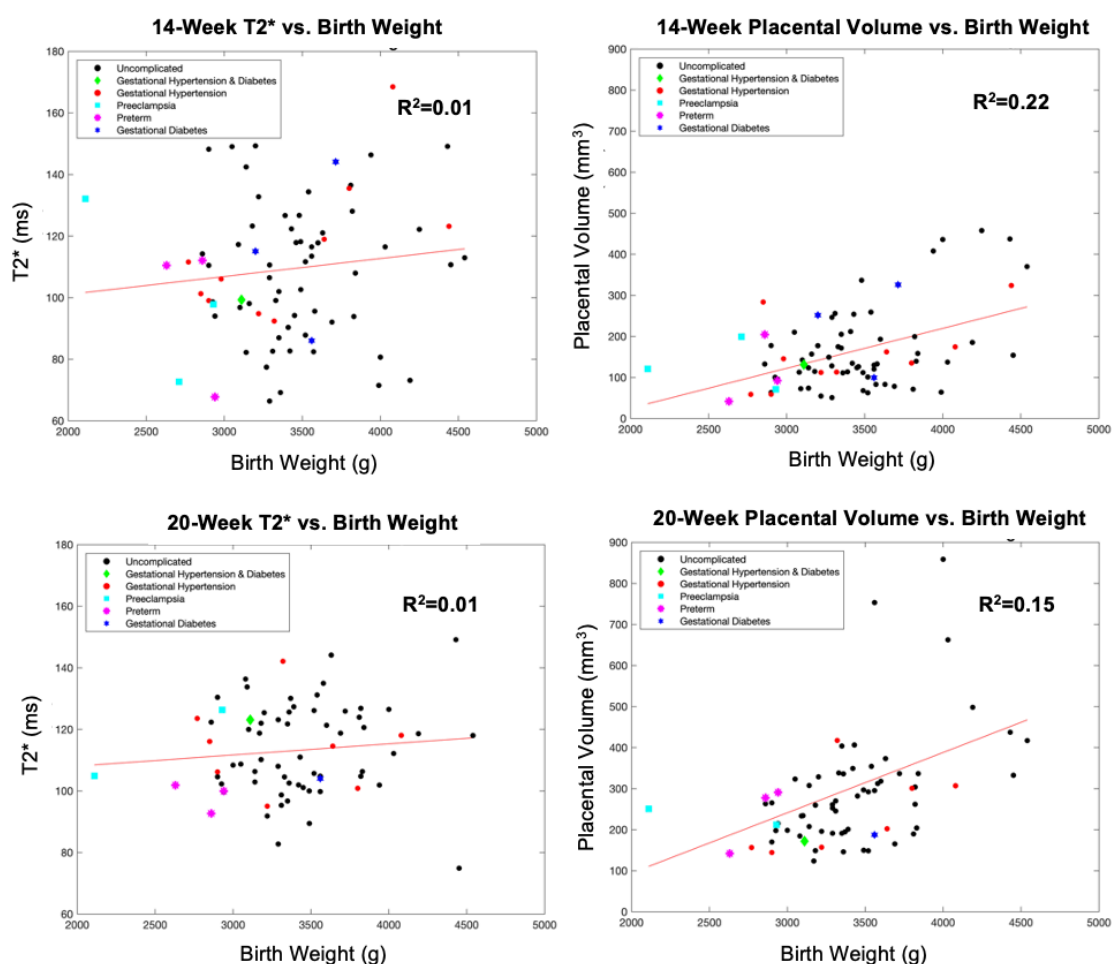 14-Week T2* vs. Birth Weight
180
160
140
120
100
80
60
Uncomplicated
Gestational Hypertension & Diabetes
Gestational Hypertension
Preeclampsia
Preterm
Gestational Diabetes
R²=0.01
T2* (ms)
2000 2500 3000 3500 4000 4500 5000
Birth Weight (g)
14-Week Placental Volume vs. Birth Weight
900
800
700
600
500
400
300
200
100
0
Uncomplicated
Gestational Hypertension & Diabetes
Gestational Hypertension
Preeclampsia
Preterm
Gestational Diabetes
R²=0.22
Placental Volume (mm³)
2000 2500 3000 3500 4000 4500 5000
Birth Weight (g)
20-Week T2* vs. Birth Weight
180
160
140
120
100
80
60
Uncomplicated
Gestational Hypertension & Diabetes
Gestational Hypertension
Preeclampsia
Preterm
Gestational Diabetes
R²=0.01
T2* (ms)
2000 2500 3000 3500 4000 4500 5000
Birth Weight (g)
20-Week Placental Volume vs. Birth Weight
900
800
700
600
500
400
300
200
100
0
Uncomplicated
Gestational Hypertension & Diabetes
Gestational Hypertension
Preeclampsia
Preterm
Gestational Diabetes
R²=0.15
Placental Volume (mm³)
2000 2500 3000 3500 4000 4500 5000
Birth Weight (g)